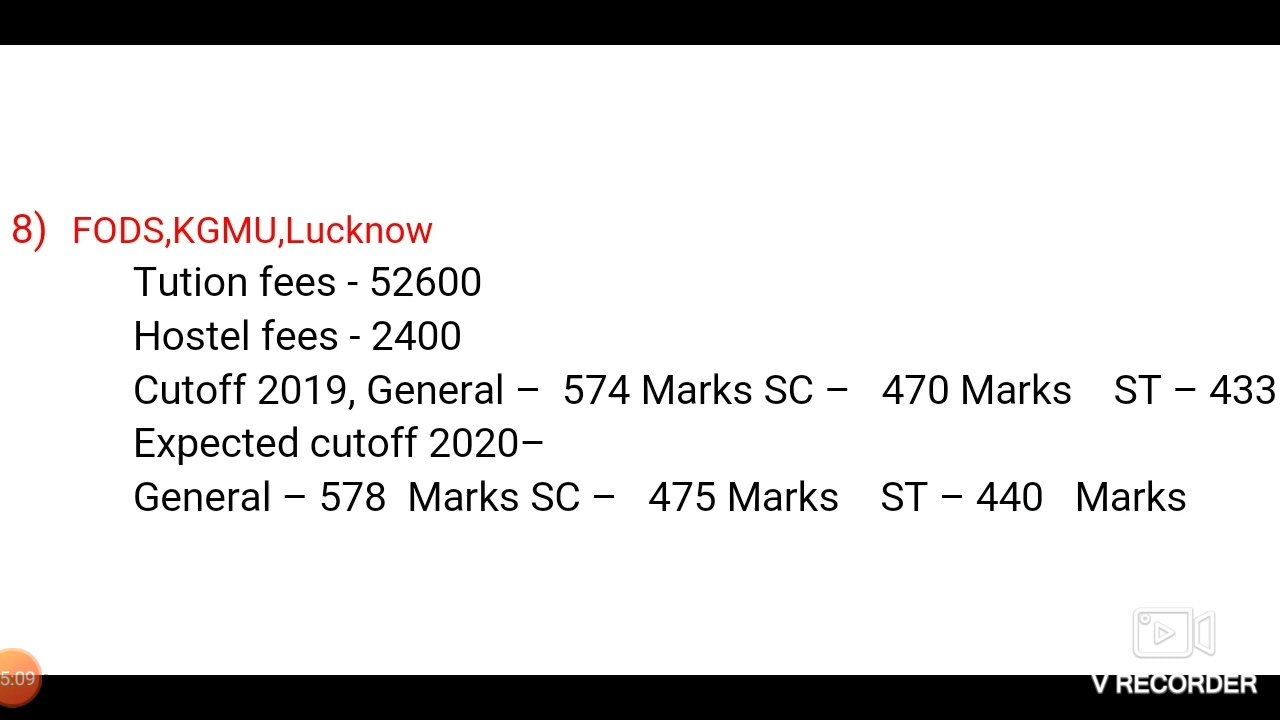 8) FODS,KGMU,Lucknow
Tution fees - 52600
Hostel fees - 2400
Cutoff 2019, General – 574 Marks SC – 470 Marks ST – 433
Expected cutoff 2020–
General – 578 Marks SC – 475 Marks ST – 440 Marks
5:09
V RECORDER